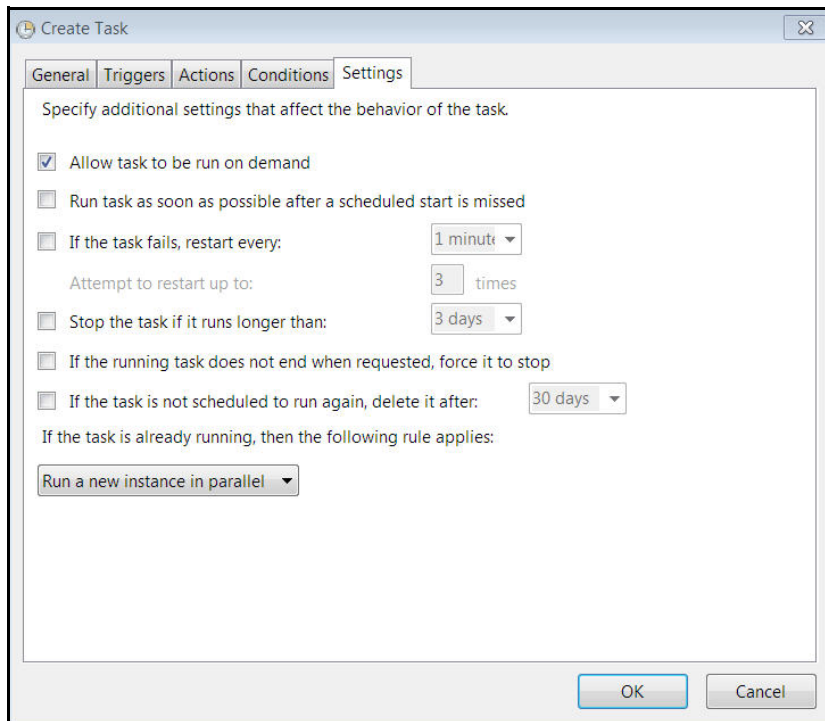 Create Task
General Triggers Actions Conditions Settings
Specify additional settings that affect the behavior of the task.
Allow task to be run on demand
Run task as soon as possible after a scheduled start is missed
If the task fails, restart every: 1 minute
Attempt to restart up to: 3 times
Stop the task if it runs longer than: 3 days
If the running task does not end when requested, force it to stop
If the task is not scheduled to run again, delete it after: 30 days
If the task is already running, then the following rule applies:
Run a new instance in parallel
OK Cancel